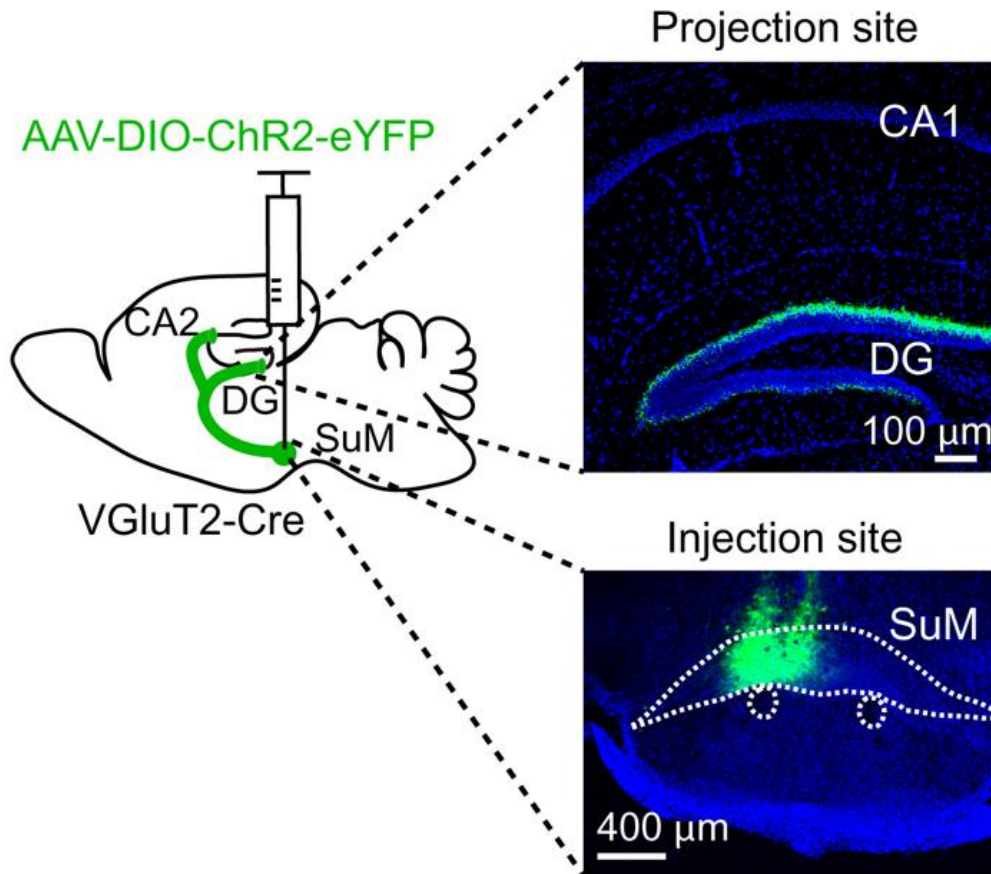 Projection site
AAV-DIO-ChR2-eYFP
CA1
CA2
DG
DG
SuM
100 μm
VGluT2-Cre
Injection site
SuM
400 μm